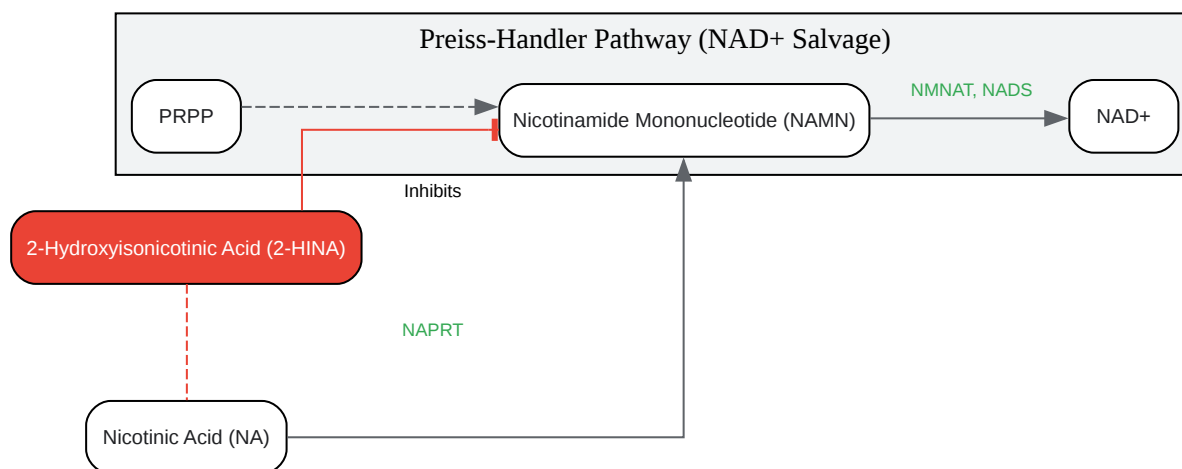 Preiss-Handler Pathway (NAD+ Salvage)
PRPP
Nicotinamide Mononucleotide (NAMN)
NMNAT, NADS
NAD+
Inhibits
2-Hydroxyisonicotinic Acid (2-HINA)
NAPRT
Nicotinic Acid (NA)